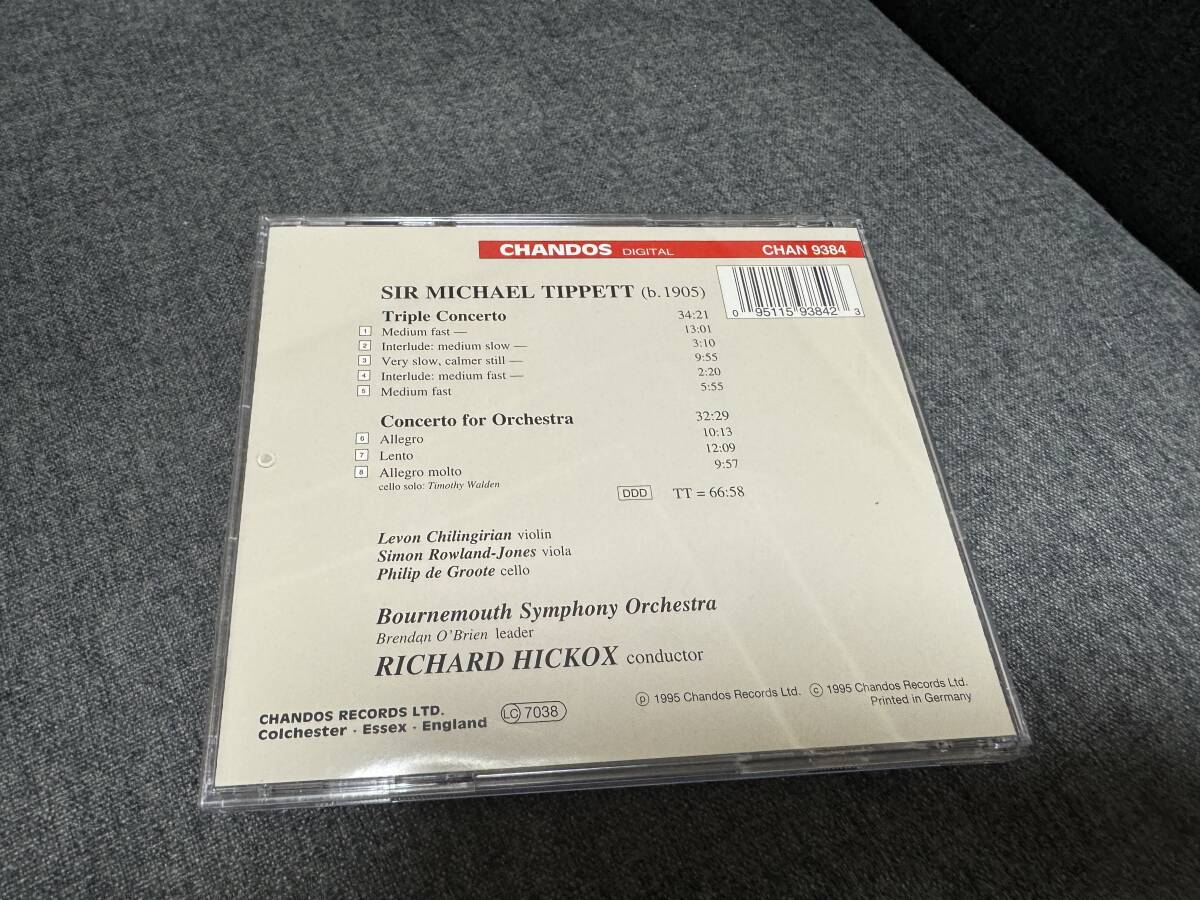 CHANDOS DIGITAL CHAN 9384
SIR MICHAEL TIPPETT (b.1905)
0 95115 93842 3
Triple Concerto 34:21
1 Medium fast — 13:01
2 Interlude: medium slow — 3:10
3 Very slow, calmer still — 9:55
4 Interlude: medium fast — 2:20
5 Medium fast 5:55
Concerto for Orchestra 32:29
6 Allegro 10:13
7 Lento 12:09
8 Allegro molto 9:57
cello solo: Timothy Walden
DDD TT = 66:58
Levon Chilingirian violin
Simon Rowland-Jones viola
Philip de Groote cello
Bournemouth Symphony Orchestra
Brendan O'Brien leader
RICHARD HICKOX conductor
℗ 1995 Chandos Records Ltd. © 1995 Chandos Records Ltd.
Printed in Germany
CHANDOS RECORDS LTD.
Colchester · Essex · England
LC 7038